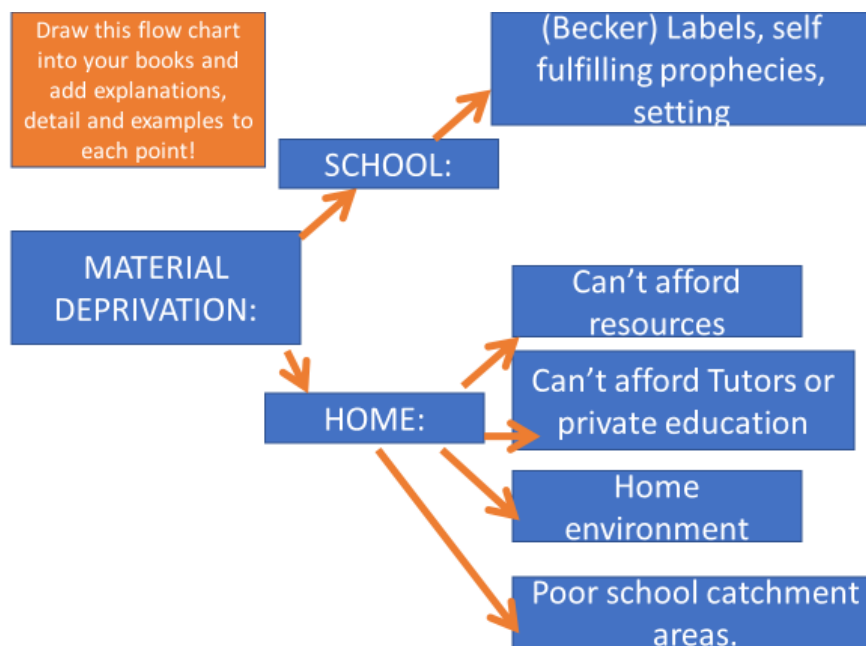 Draw this flow chart
into your books and
add explanations,
detail and examples to
each point!
(Becker) Labels, self
fulfilling prophecies,
setting
SCHOOL:
MATERIAL
DEPRIVATION:
HOME:
Can’t afford
resources
Can’t afford Tutors or
private education
Home
environment
Poor school catchment
areas.